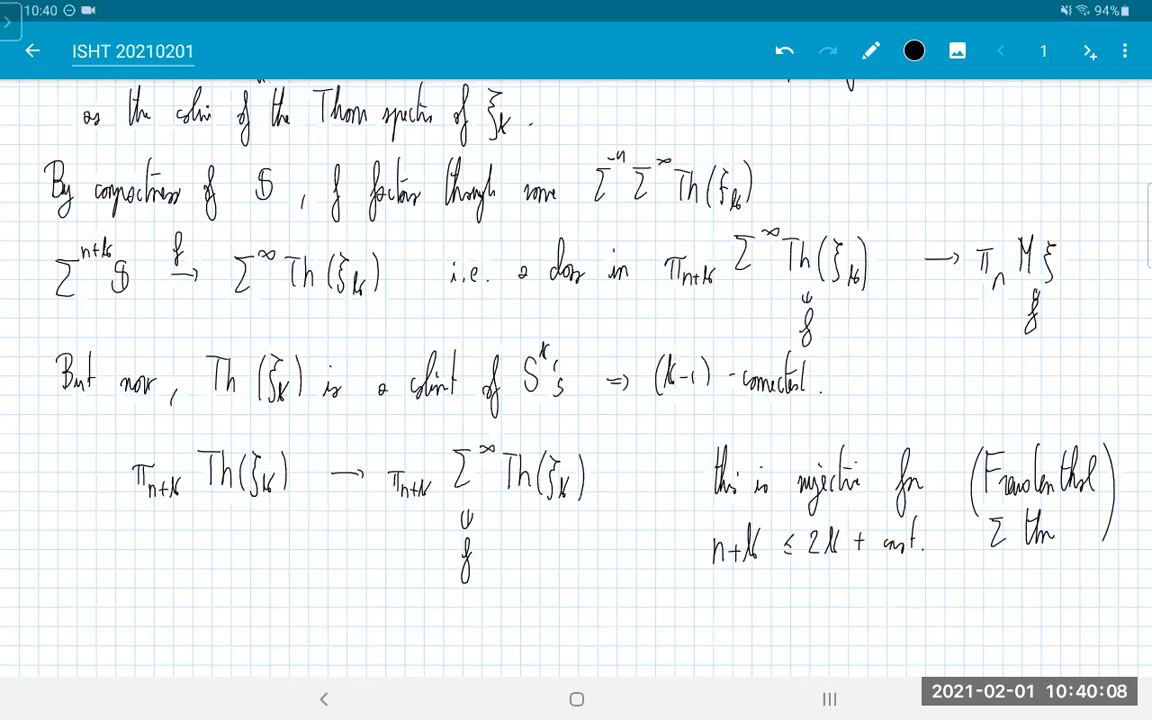 10:40
94%
ISHT 20210201
1
as the colim of the Thom spectra of ξ_k.
By compactness of 𝕊, f factors through some Σ^{-n} Σ^∞ Th(ξ_k)
Σ^{n+k} 𝕊 →^f Σ^∞ Th(ξ_k) i.e. a class in π_{n+k} Σ^∞ Th(ξ_k) → π_n Mξ
f f
But now, Th(ξ_k) is a colimit of S^k's ⇒ (k-1)-connected.
π_{n+k} Th(ξ_k) → π_{n+k} Σ^∞ Th(ξ_k) this is injective for (Freudenthal
f n+k ≤ 2k + const. Σ thm)
2021-02-01 10:40:08